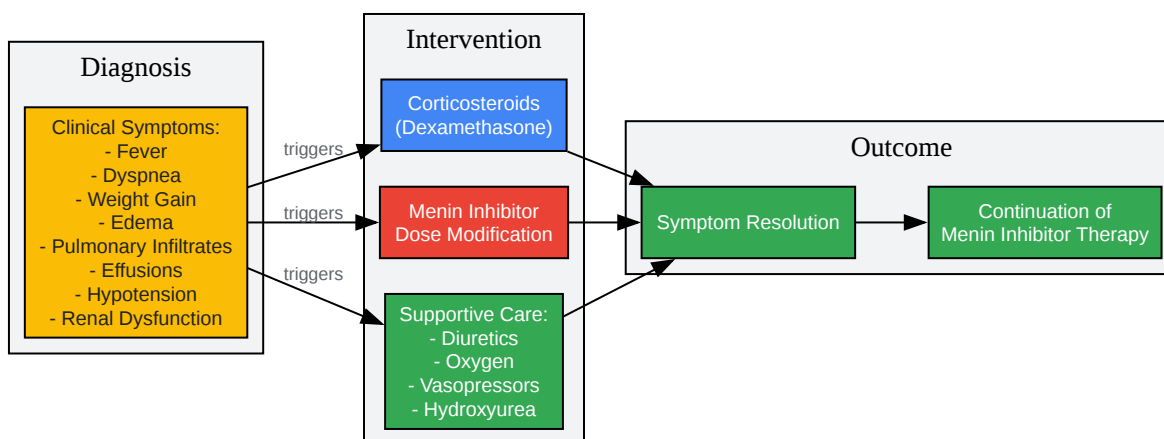 Diagnosis
Clinical Symptoms:
- Fever
- Dyspnea
- Weight Gain
- Edema
- Pulmonary Infiltrates
- Effusions
- Hypotension
- Renal Dysfunction
triggers
triggers
triggers
Intervention
Corticosteroids
(Dexamethasone)
Menin Inhibitor
Dose Modification
Supportive Care:
- Diuretics
- Oxygen
- Vasopressors
- Hydroxyurea
Outcome
Symptom Resolution
Continuation of
Menin Inhibitor Therapy